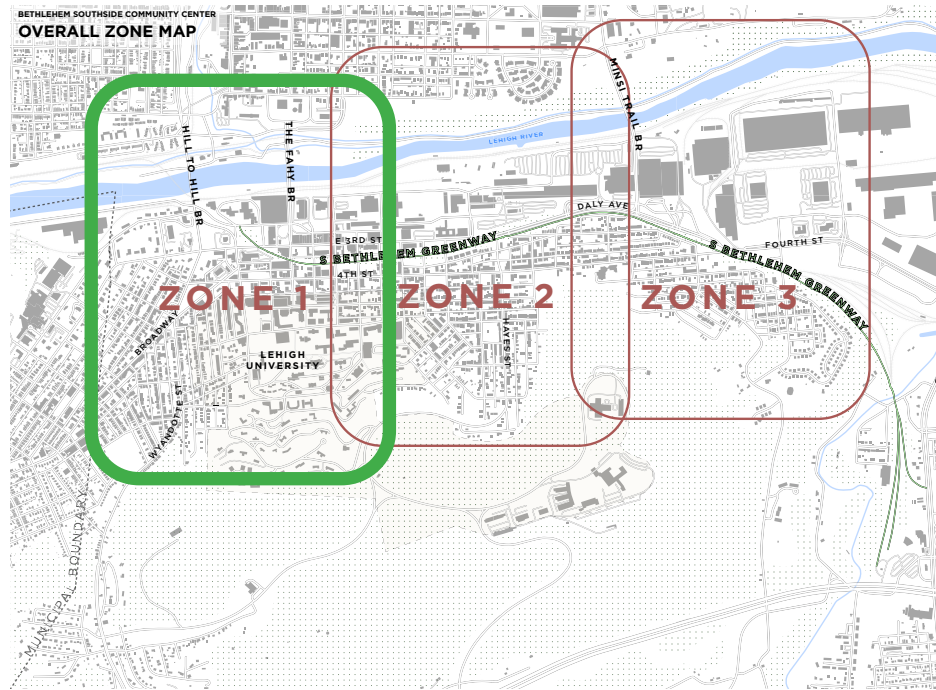 BETHLEHEM SOUTHSIDE COMMUNITY CENTER
OVERALL ZONE MAP
MINSI TRAIL BR
HILL TO HILL BR
THE FAHY BR
LEHIGH RIVER
DALY AVE
E 3RD ST
S BETHLEHEM GREENWAY
FOURTH ST
S BETHLEHEM GREENWAY
4TH ST
ZONE 1
ZONE 2
ZONE 3
BROADWAY
HAYES ST
LEHIGH
UNIVERSITY
WYANDOTTE ST
MUNICIPAL BOUNDARY